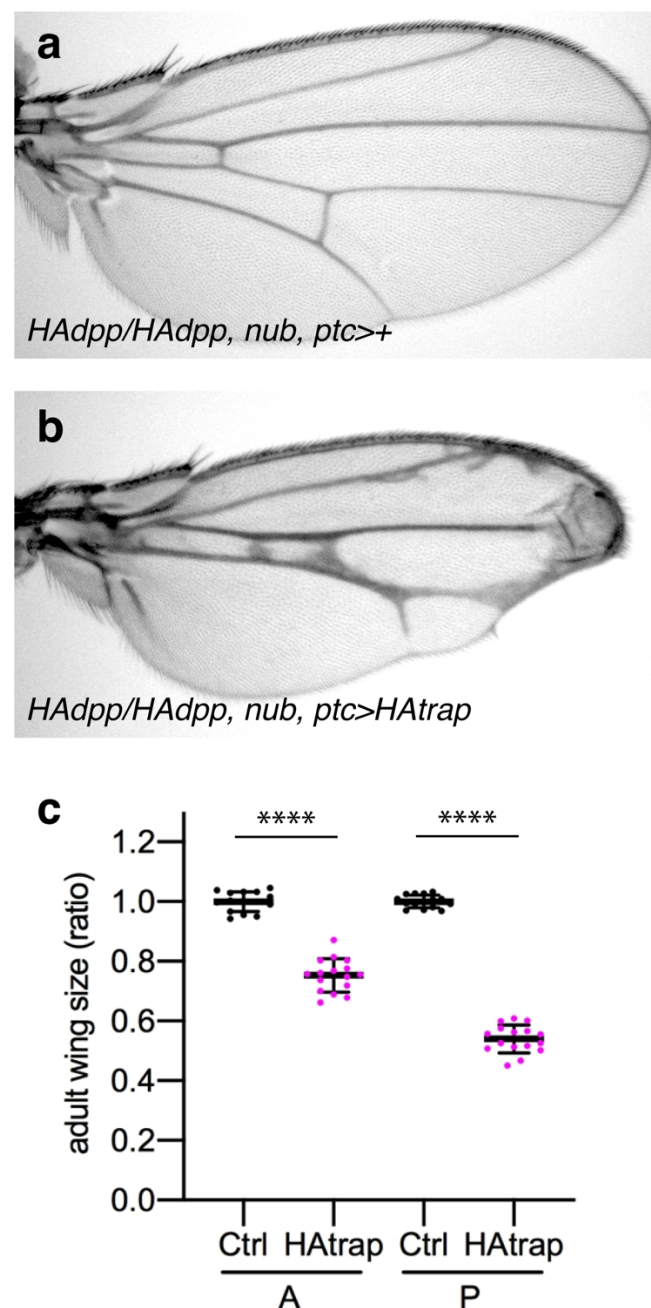 a
HAdpp/HAdpp, nub, ptc>+
b
HAdpp/HAdpp, nub, ptc>HAtrap
c
**** ****
adult wing size (ratio)
1.2
1.0
0.8
0.6
0.4
0.2
0.0
Ctrl HAtrap Ctrl HAtrap
A P